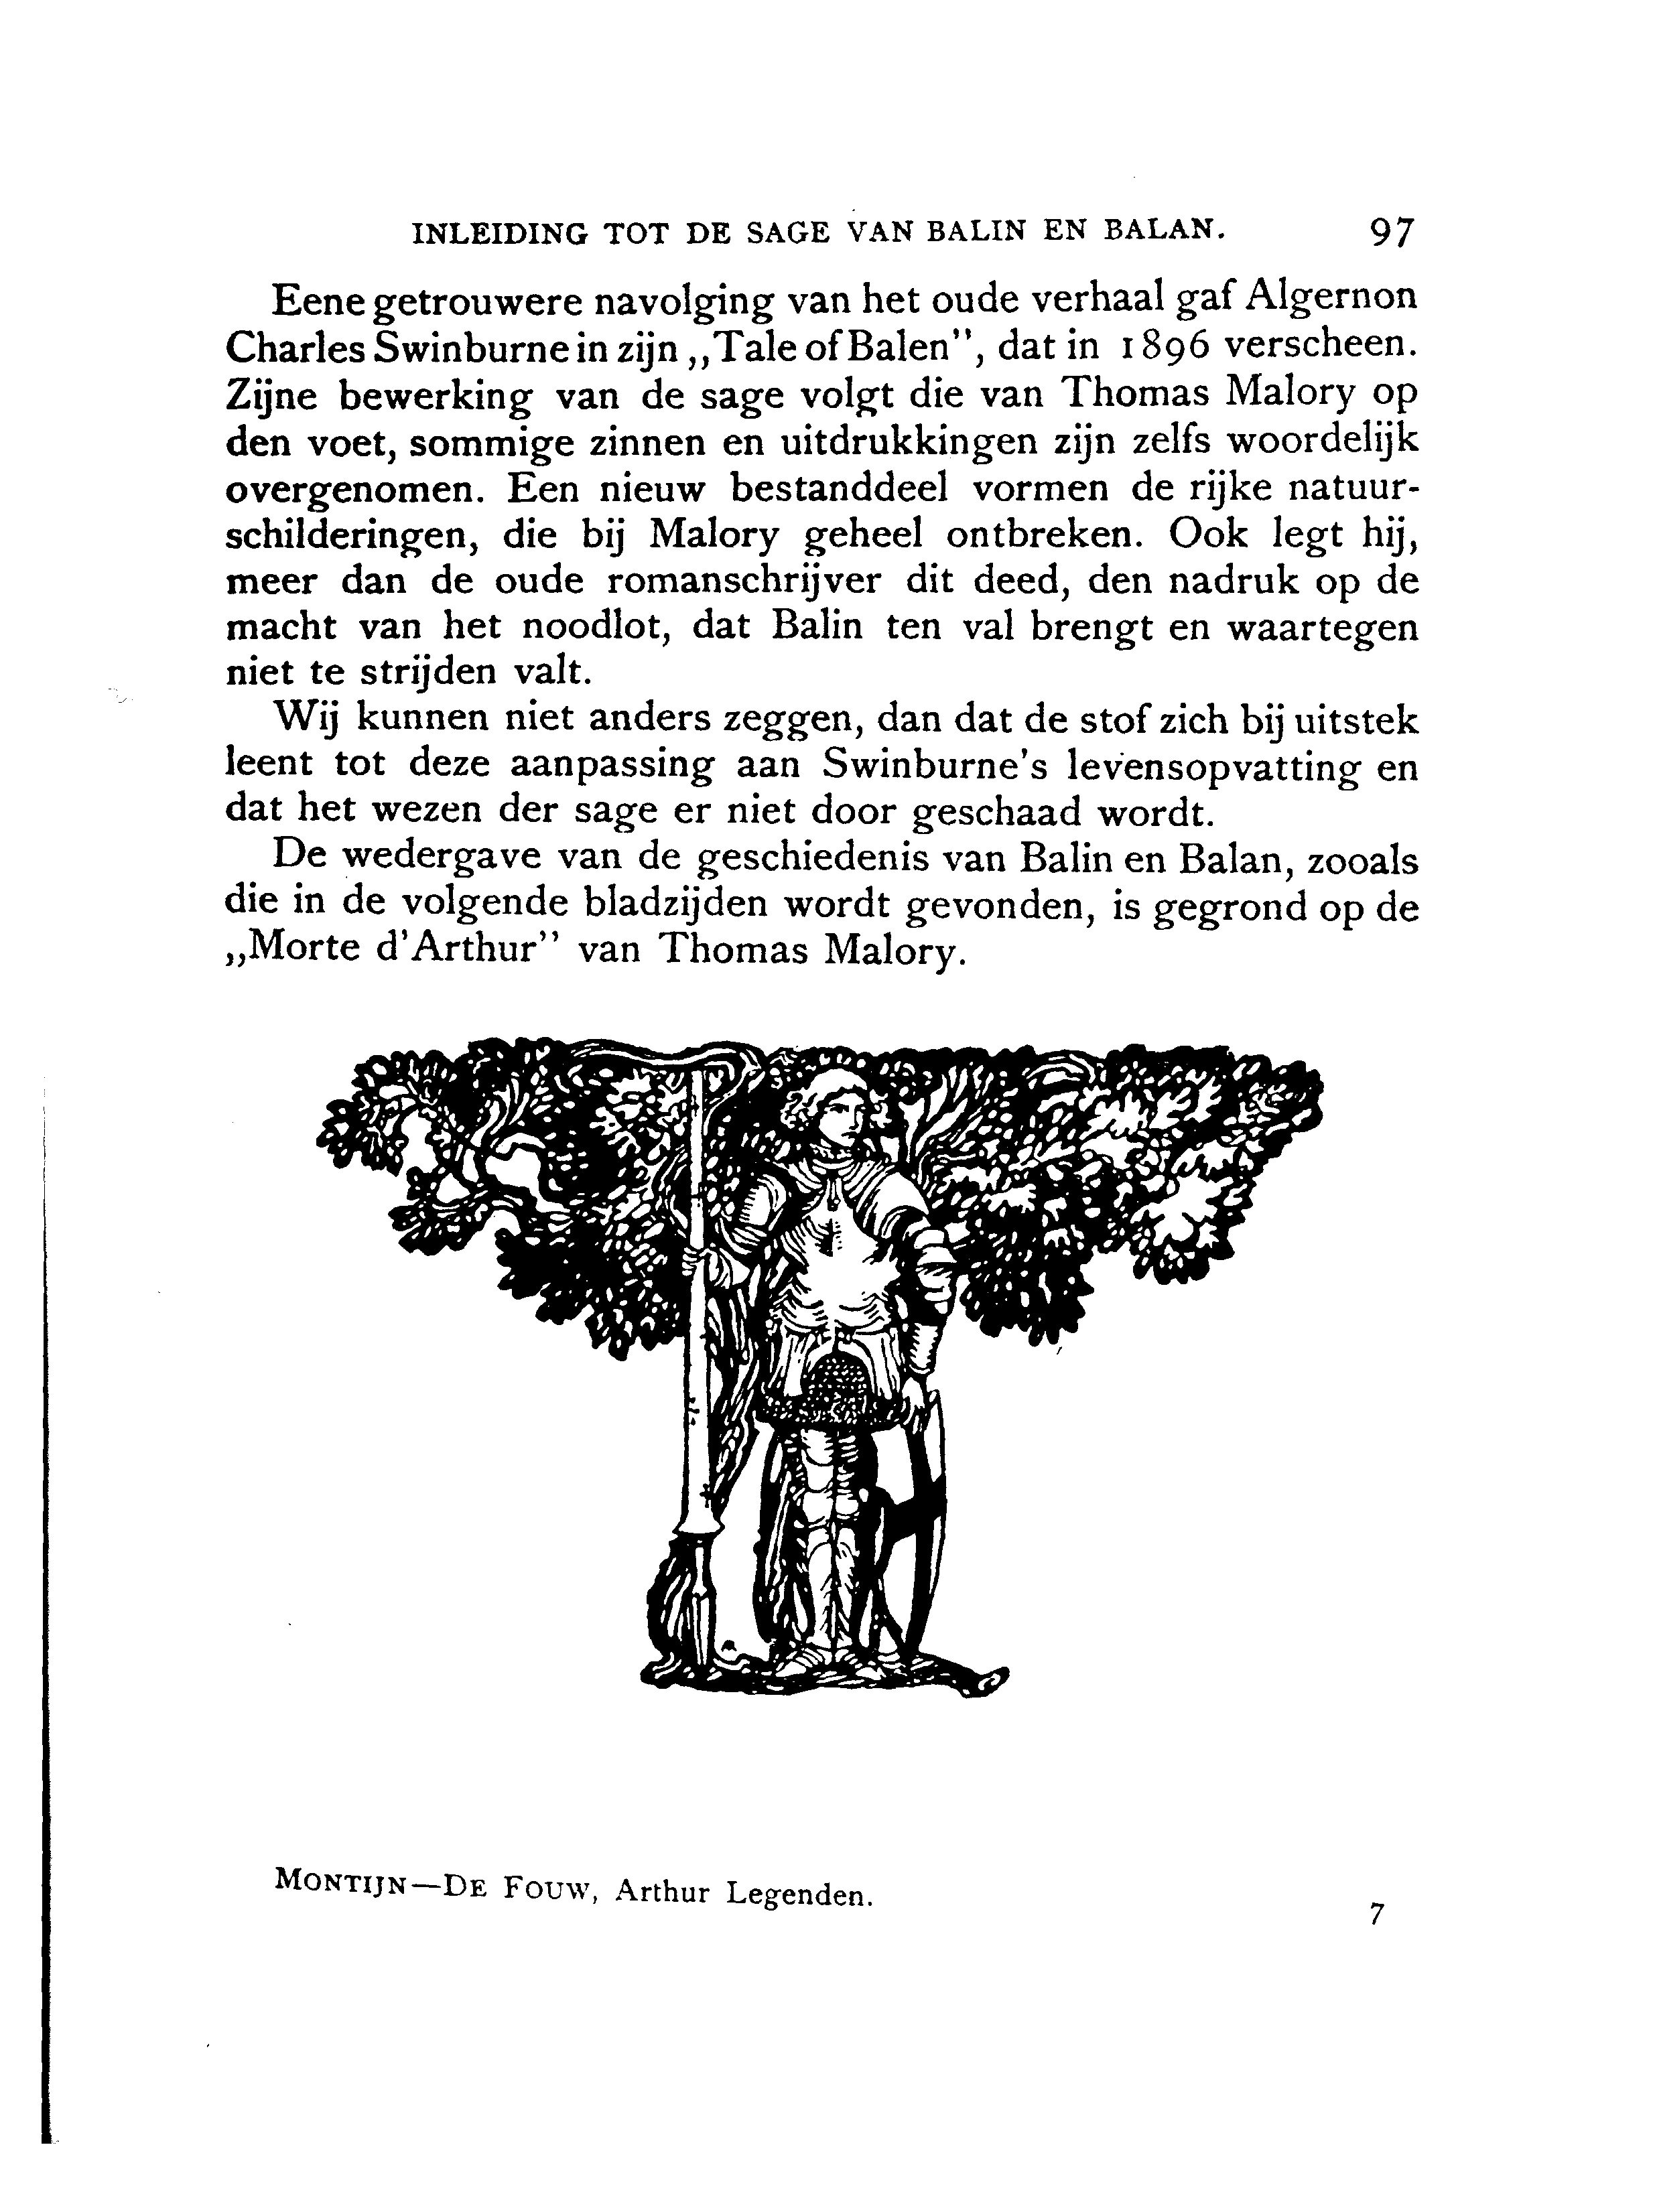 INLEIDING TOT DE SAGE VAN BALIN EN BALAN. 97
Eene getrouwere navolging van het oude verhaal gaf Algernon
Charles Swinburne in zijn ,,Tale of Balen", dat in 1896 verscheen.
Zijne bewerking van de sage volgt die van Thomas Malory op
den voet, sommige zinnen en uitdrukkingen zijn zelfs woordelijk
overgenomen. Een nieuw bestanddeel vormen de rijke natuur-
schilderingen, die bij Malory geheel ontbreken. Ook legt hij,
meer dan de oude romanschrijver dit deed, den nadruk op de
macht van het noodlot, dat Balin ten val brengt en waartegen
niet te strijden valt.
Wij kunnen niet anders zeggen, dan dat de stof zich bij uitstek
leent tot deze aanpassing aan Swinburne's levensopvatting en
dat het wezen der sage er niet door geschaad wordt.
De wedergave van de geschiedenis van Balin en Balan, zooals
die in de volgende bladzijden wordt gevonden, is gegrond op de
,,Morte d'Arthur" van Thomas Malory.
MONTIJN—DE FOUW, Arthur Legenden.
7